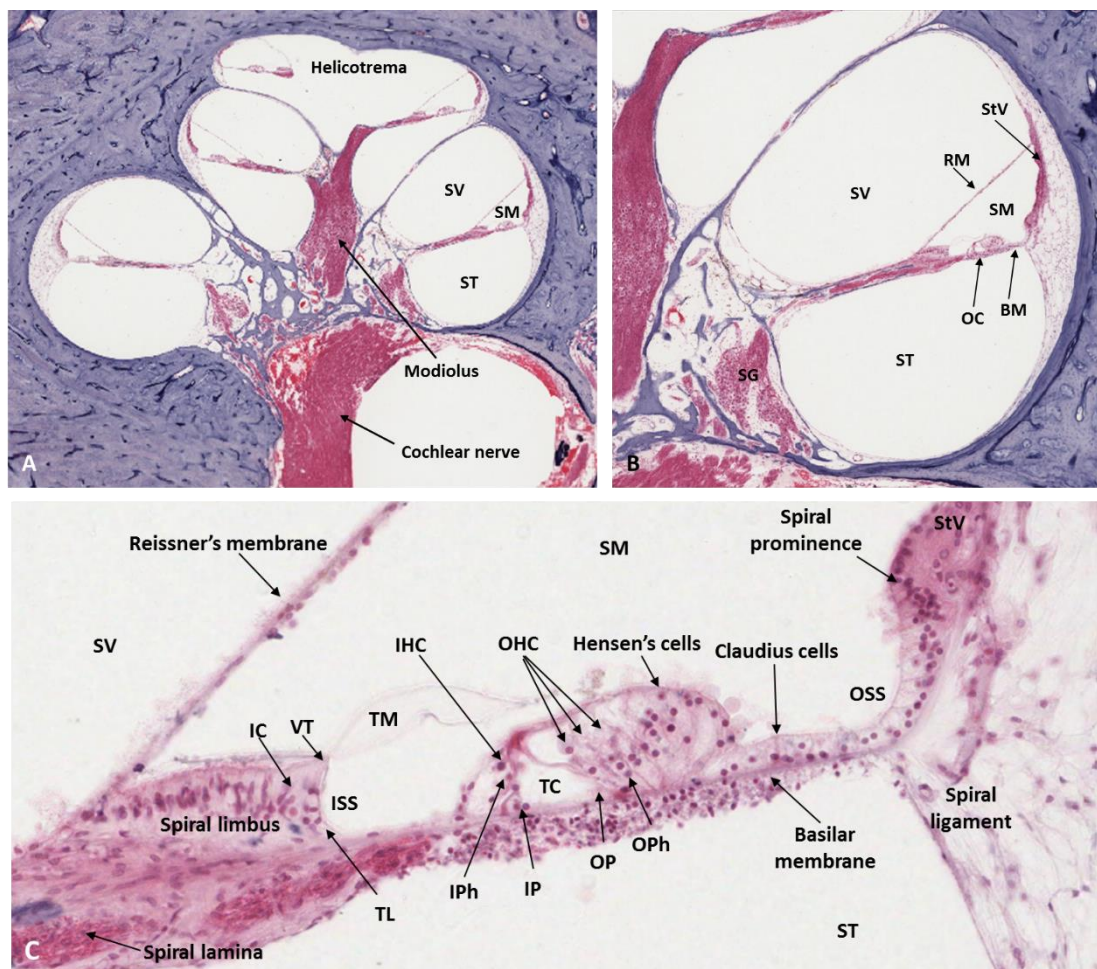 Helicotrema
SV
SM
ST
Modiolus
Cochlear nerve
A
StV
RM
SV
SM
OC
BM
ST
SG
B
Reissner’s membrane
SM
Spiral
prominence
StV
SV
IHC
OHC
Hensen’s cells
Claudius cells
OSS
IC
VT
TM
TC
ISS
Spiral limbus
Spiral
ligament
Basilar
membrane
OPh
OP
IP
IPh
TL
ST
Spiral lamina
C